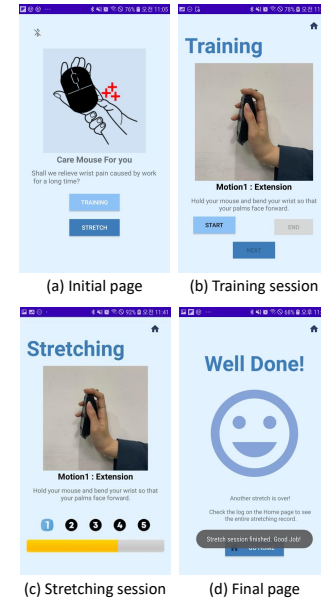 76% 오전 11:05
Care Mouse For you
Shall we relieve wrist pain caused by work
for a long time?
TRAINING
STRETCH
(a) Initial page
78% 오전 11
Training
Motion1 : Extension
Hold your mouse and bend your wrist so that
your palms face forward.
START
END
NEXT
(b) Training session
92% 오전 11:41
Stretching
Motion1 : Extension
Hold your mouse and bend your wrist so that
your palms face forward.
1 2 3 4 5
(c) Stretching session
68% 오후 11:
Well Done!
Another stretch is over!
Check the log on the Home page to see
the entire stretching record.
Stretch session finished. Good Job!
(d) Final page